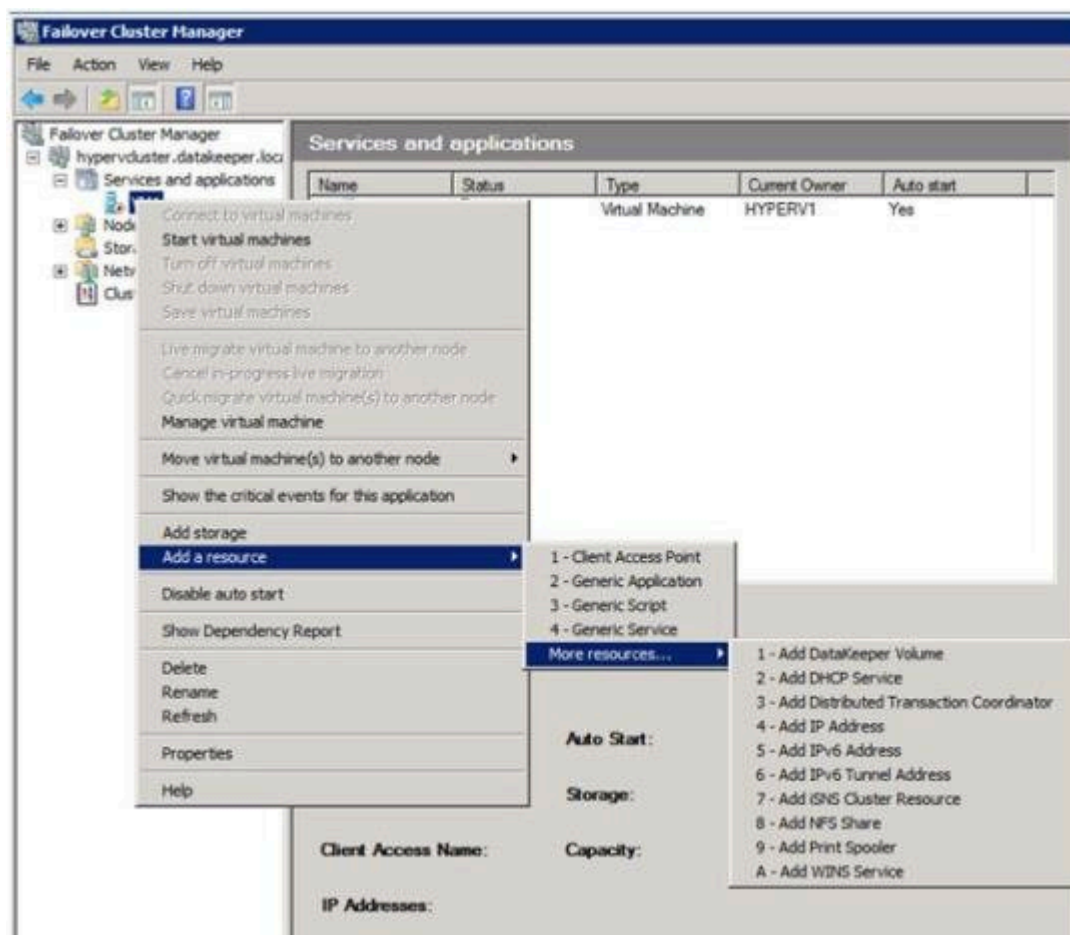 Failover Cluster Manager
File Action View Help
Failover Cluster Manager
hypervcluster.datakeeper.loca
Services and applications
Node
Stor
Netw
Clus
Services and applications
Name Status Type Current Owner Auto start
Virtual Machine HYPERV1 Yes
Connect to virtual machines
Start virtual machines
Turn off virtual machines
Shut down virtual machines
Save virtual machines
Live migrate virtual machine to another node
Cancel in-progress live migration
Quick migrate virtual machine(s) to another node
Manage virtual machine
Move virtual machine(s) to another node
Show the critical events for this application
Add storage
Add a resource
Disable auto start
Show Dependency Report
Delete
Rename
Refresh
Properties
Help
1 - Client Access Point
2 - Generic Application
3 - Generic Script
4 - Generic Service
More resources...
1 - Add DataKeeper Volume
2 - Add DHCP Service
3 - Add Distributed Transaction Coordinator
4 - Add IP Address
5 - Add IPv6 Address
6 - Add IPv6 Tunnel Address
7 - Add iSNS Cluster Resource
8 - Add NFS Share
9 - Add Print Spooler
A - Add WINS Service
Auto Start:
Storage:
Client Access Name: Capacity:
IP Addresses: